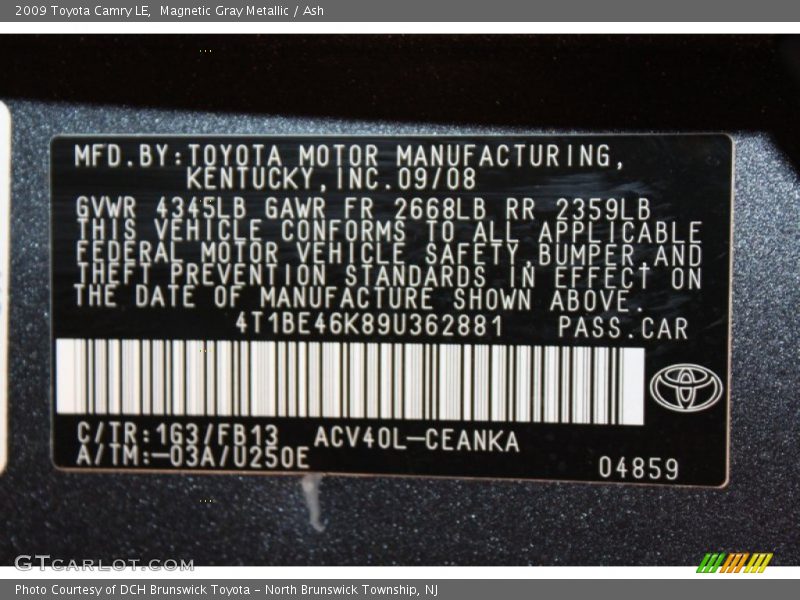 2009 Toyota Camry LE, Magnetic Gray Metallic / Ash
MFD.BY:TOYOTA MOTOR MANUFACTURING,
KENTUCKY,INC.09/08
GVWR 4345LB GAWR FR 2668LB RR 2359LB
THIS VEHICLE CONFORMS TO ALL APPLICABLE
FEDERAL MOTOR VEHICLE SAFETY,BUMPER,AND
THEFT PREVENTION STANDARDS IN EFFECT ON
THE DATE OF MANUFACTURE SHOWN ABOVE.
4T1BE46K89U362881 PASS.CAR
C/TR:1G3/FB13 ACV40L-CEANKA
A/TM:-03A/U250E
04859
GTCARLOT.COM
Photo Courtesy of DCH Brunswick Toyota - North Brunswick Township, NJ